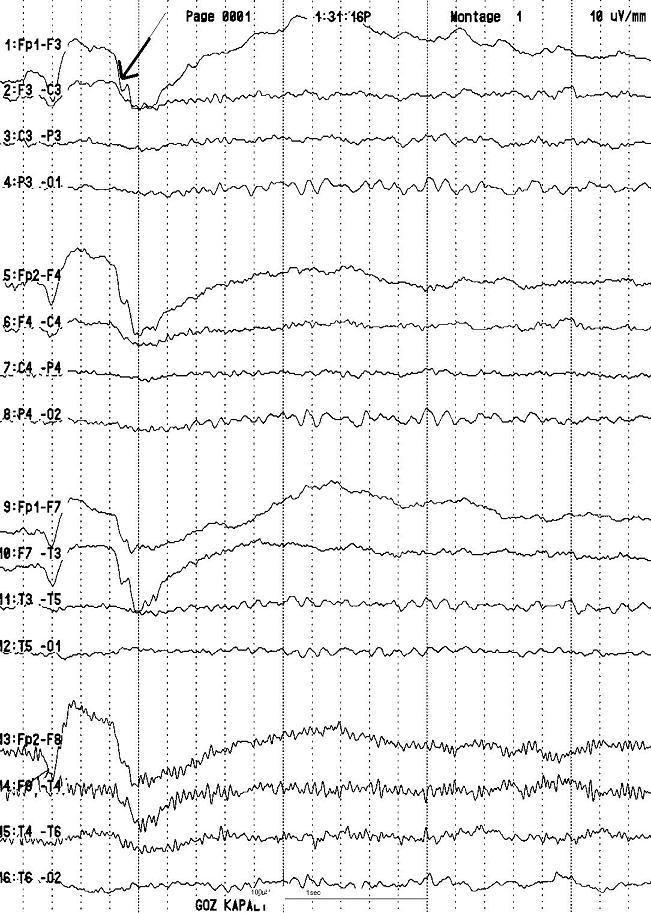 Page 0001 1:31:16P Montage 1 10 uV/mm
1:Fp1-F3
2:F3 -C3
3:C3 -P3
4:P3 -O1
5:Fp2-F4
6:F4 -C4
7:C4 -P4
8:P4 -O2
9:Fp1-F7
10:F7 -T3
11:T3 -T5
12:T5 -O1
13:Fp2-F8
14:F8 -T4
15:T4 -T6
16:T6 -O2
100uV 1sec
GOZ KAPALI